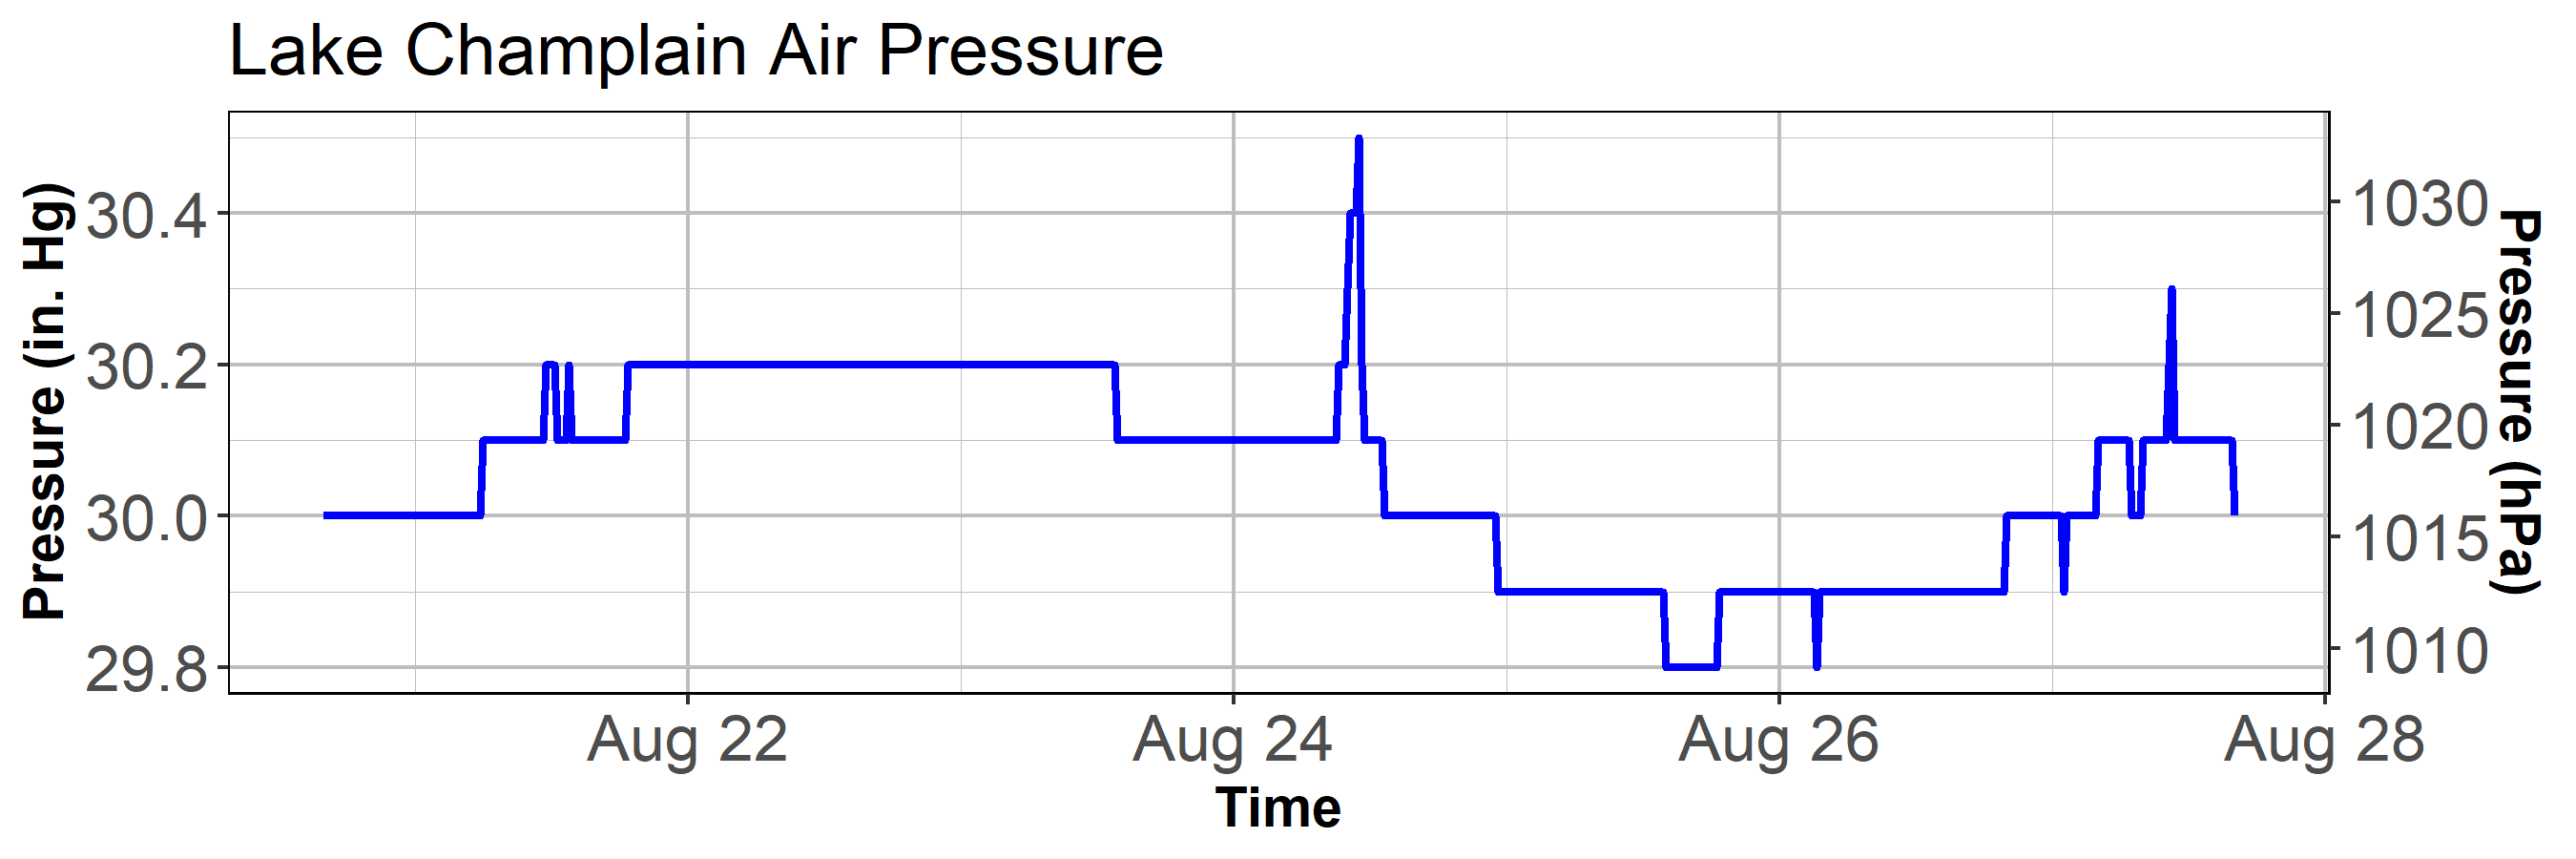 Lake Champlain Air Pressure
Pressure (in. Hg)
30.4
30.2
30.0
29.8
1030
1025
1020
1015
1010
Pressure (hPa)
Aug 22
Aug 24
Aug 26
Aug 28
Time